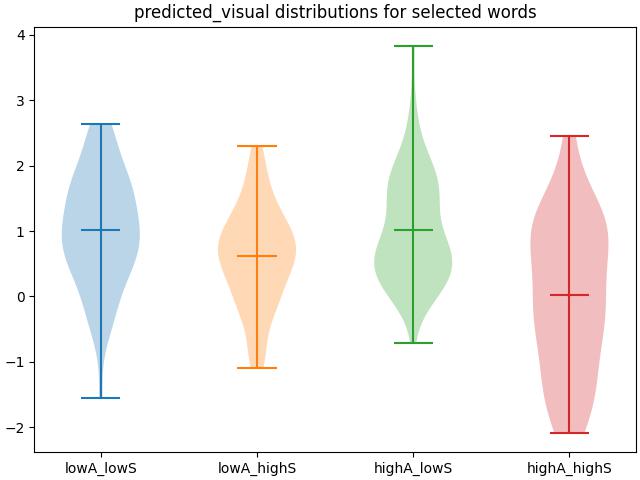 predicted_visual distributions for selected words
4
3
2
1
0
−1
−2
lowA_lowS
lowA_highS
highA_lowS
highA_highS